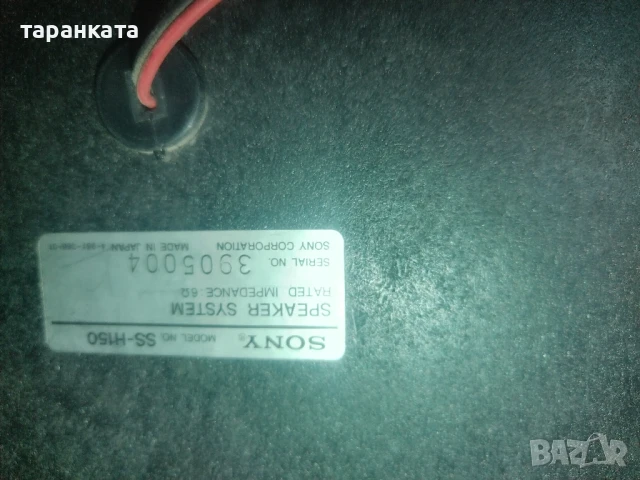 таранката
SONY® MODEL NO. SS-H150
SPEAKER SYSTEM
RATED IMPEDANCE 6Ω
SERIAL NO. 3905004
SONY CORPORATION MADE IN JAPAN
BAZAR